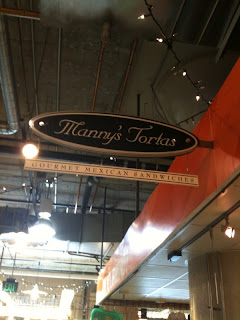 Manny's Tortas
GOURMET MEXICAN SANDWICHES